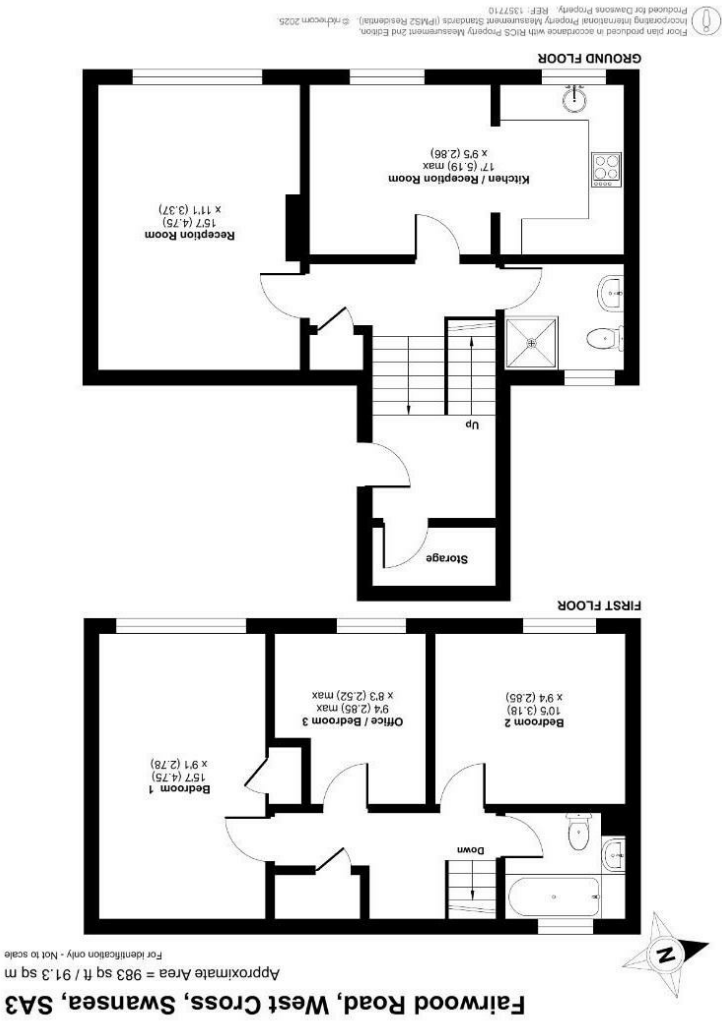 Fairwood Road, West Cross, Swansea, SA3
Approximate Area = 983 sq ft / 91.3 sq m
For identification only - Not to scale
N
Down
Bedroom 1
15'7 (4.75)
x 9'1 (2.78)
Office / Bedroom 3
9'4 (2.85) max
x 8'3 (2.52) max
Bedroom 2
10'5 (3.18)
x 9'4 (2.85)
FIRST FLOOR
Storage
Up
Reception Room
15'7 (4.75)
x 11'1 (3.37)
Kitchen / Reception Room
17' (5.19) max
x 9'5 (2.86)
GROUND FLOOR
Floor plan produced in accordance with RICS Property Measurement 2nd Edition.
Incorporating International Property Measurement Standards (IPMS2 Residential). © nichecom 2025.
Produced for Dawsons Property. REF: 1357710